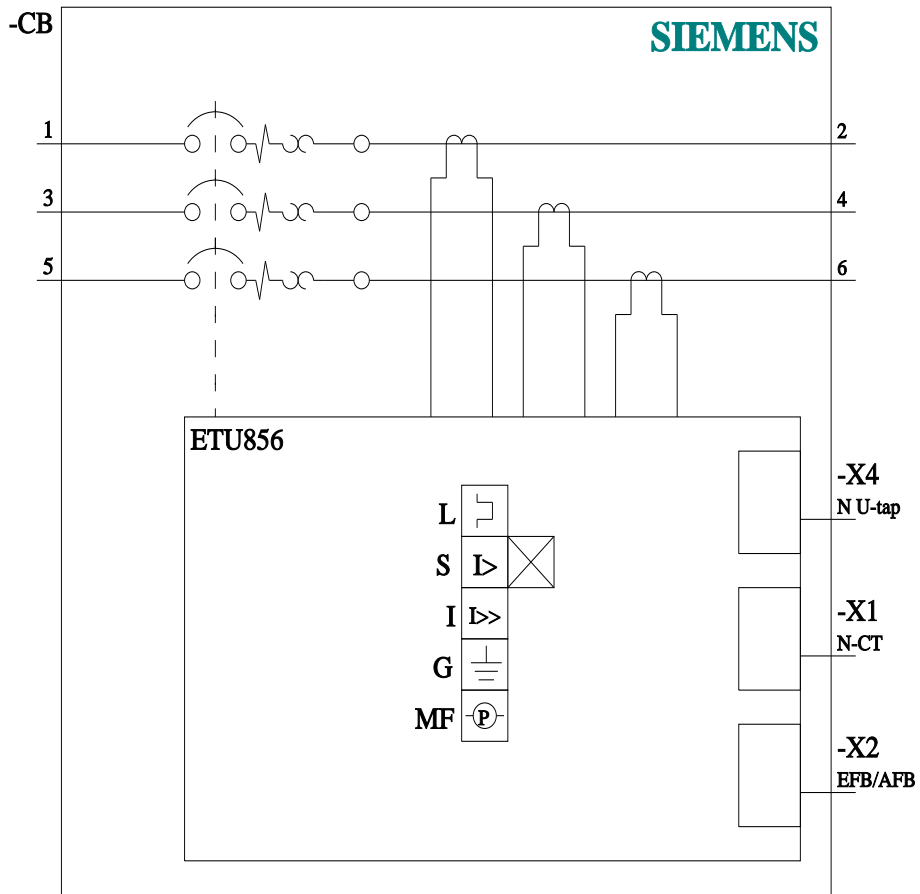 -CB
SIEMENS
1
2
3
4
5
6
ETU856
-X4
N U-tap
L
S I>
I I>>
-X1
N-CT
G
MF P
-X2
EFB/AFB